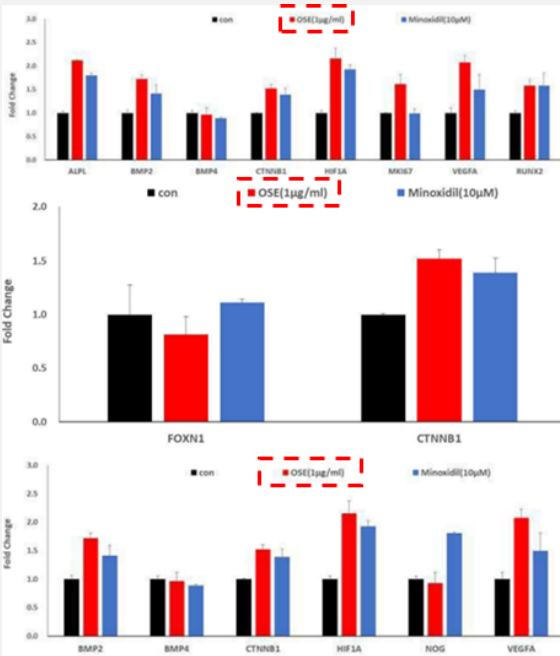 3.0
con OSE(1μg/ml) Minoxidil(10μM)
2.5
2.0
1.5
1.0
0.5
0.0
Fold Change
ALPL BMP2 BMP4 CTNNB1 HIF1A MKI67 VEGFA RUNX2
con OSE(1μg/ml) Minoxidil(10μM)
2.0
1.5
1.0
0.5
0.0
Fold Change
FOXN1 CTNNB1
3.0
con OSE(1μg/ml) Minoxidil(10μM)
2.5
2.0
1.5
1.0
0.5
0.0
Fold Change
BMP2 BMP4 CTNNB1 HIF1A NOG VEGFA